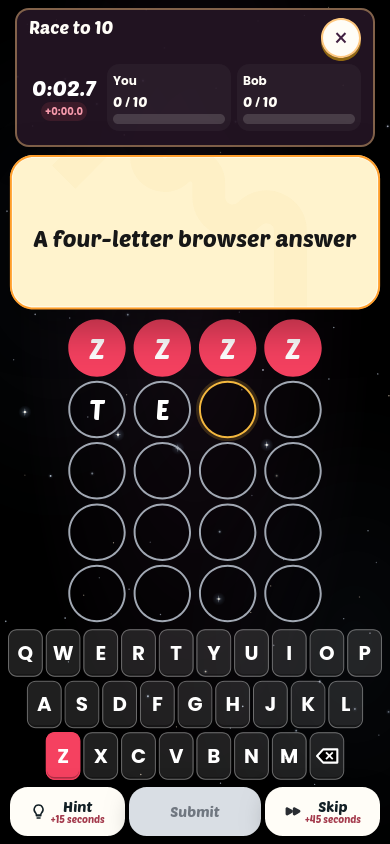 Race to 10
×
0:02.7
+0:00.0
You
0 / 10
Bob
0 / 10
A four-letter browser answer
Z Z Z Z
T E
Q W E R T Y U I O P
A S D F G H J K L
Z X C V B N M
Hint
+15 seconds
Submit
Skip
+45 seconds